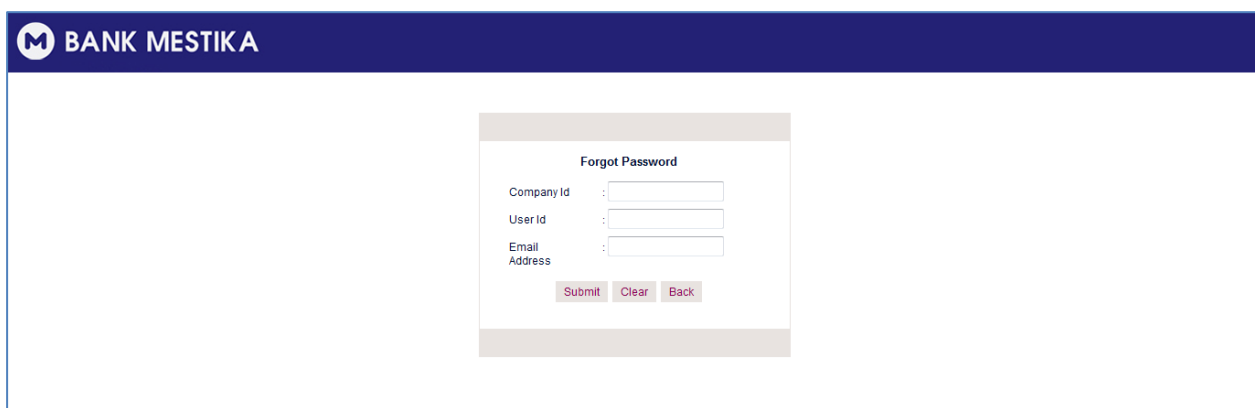 BANK MESTIKA
Forgot Password
Company Id :
User Id :
Email :
Address
Submit Clear Back